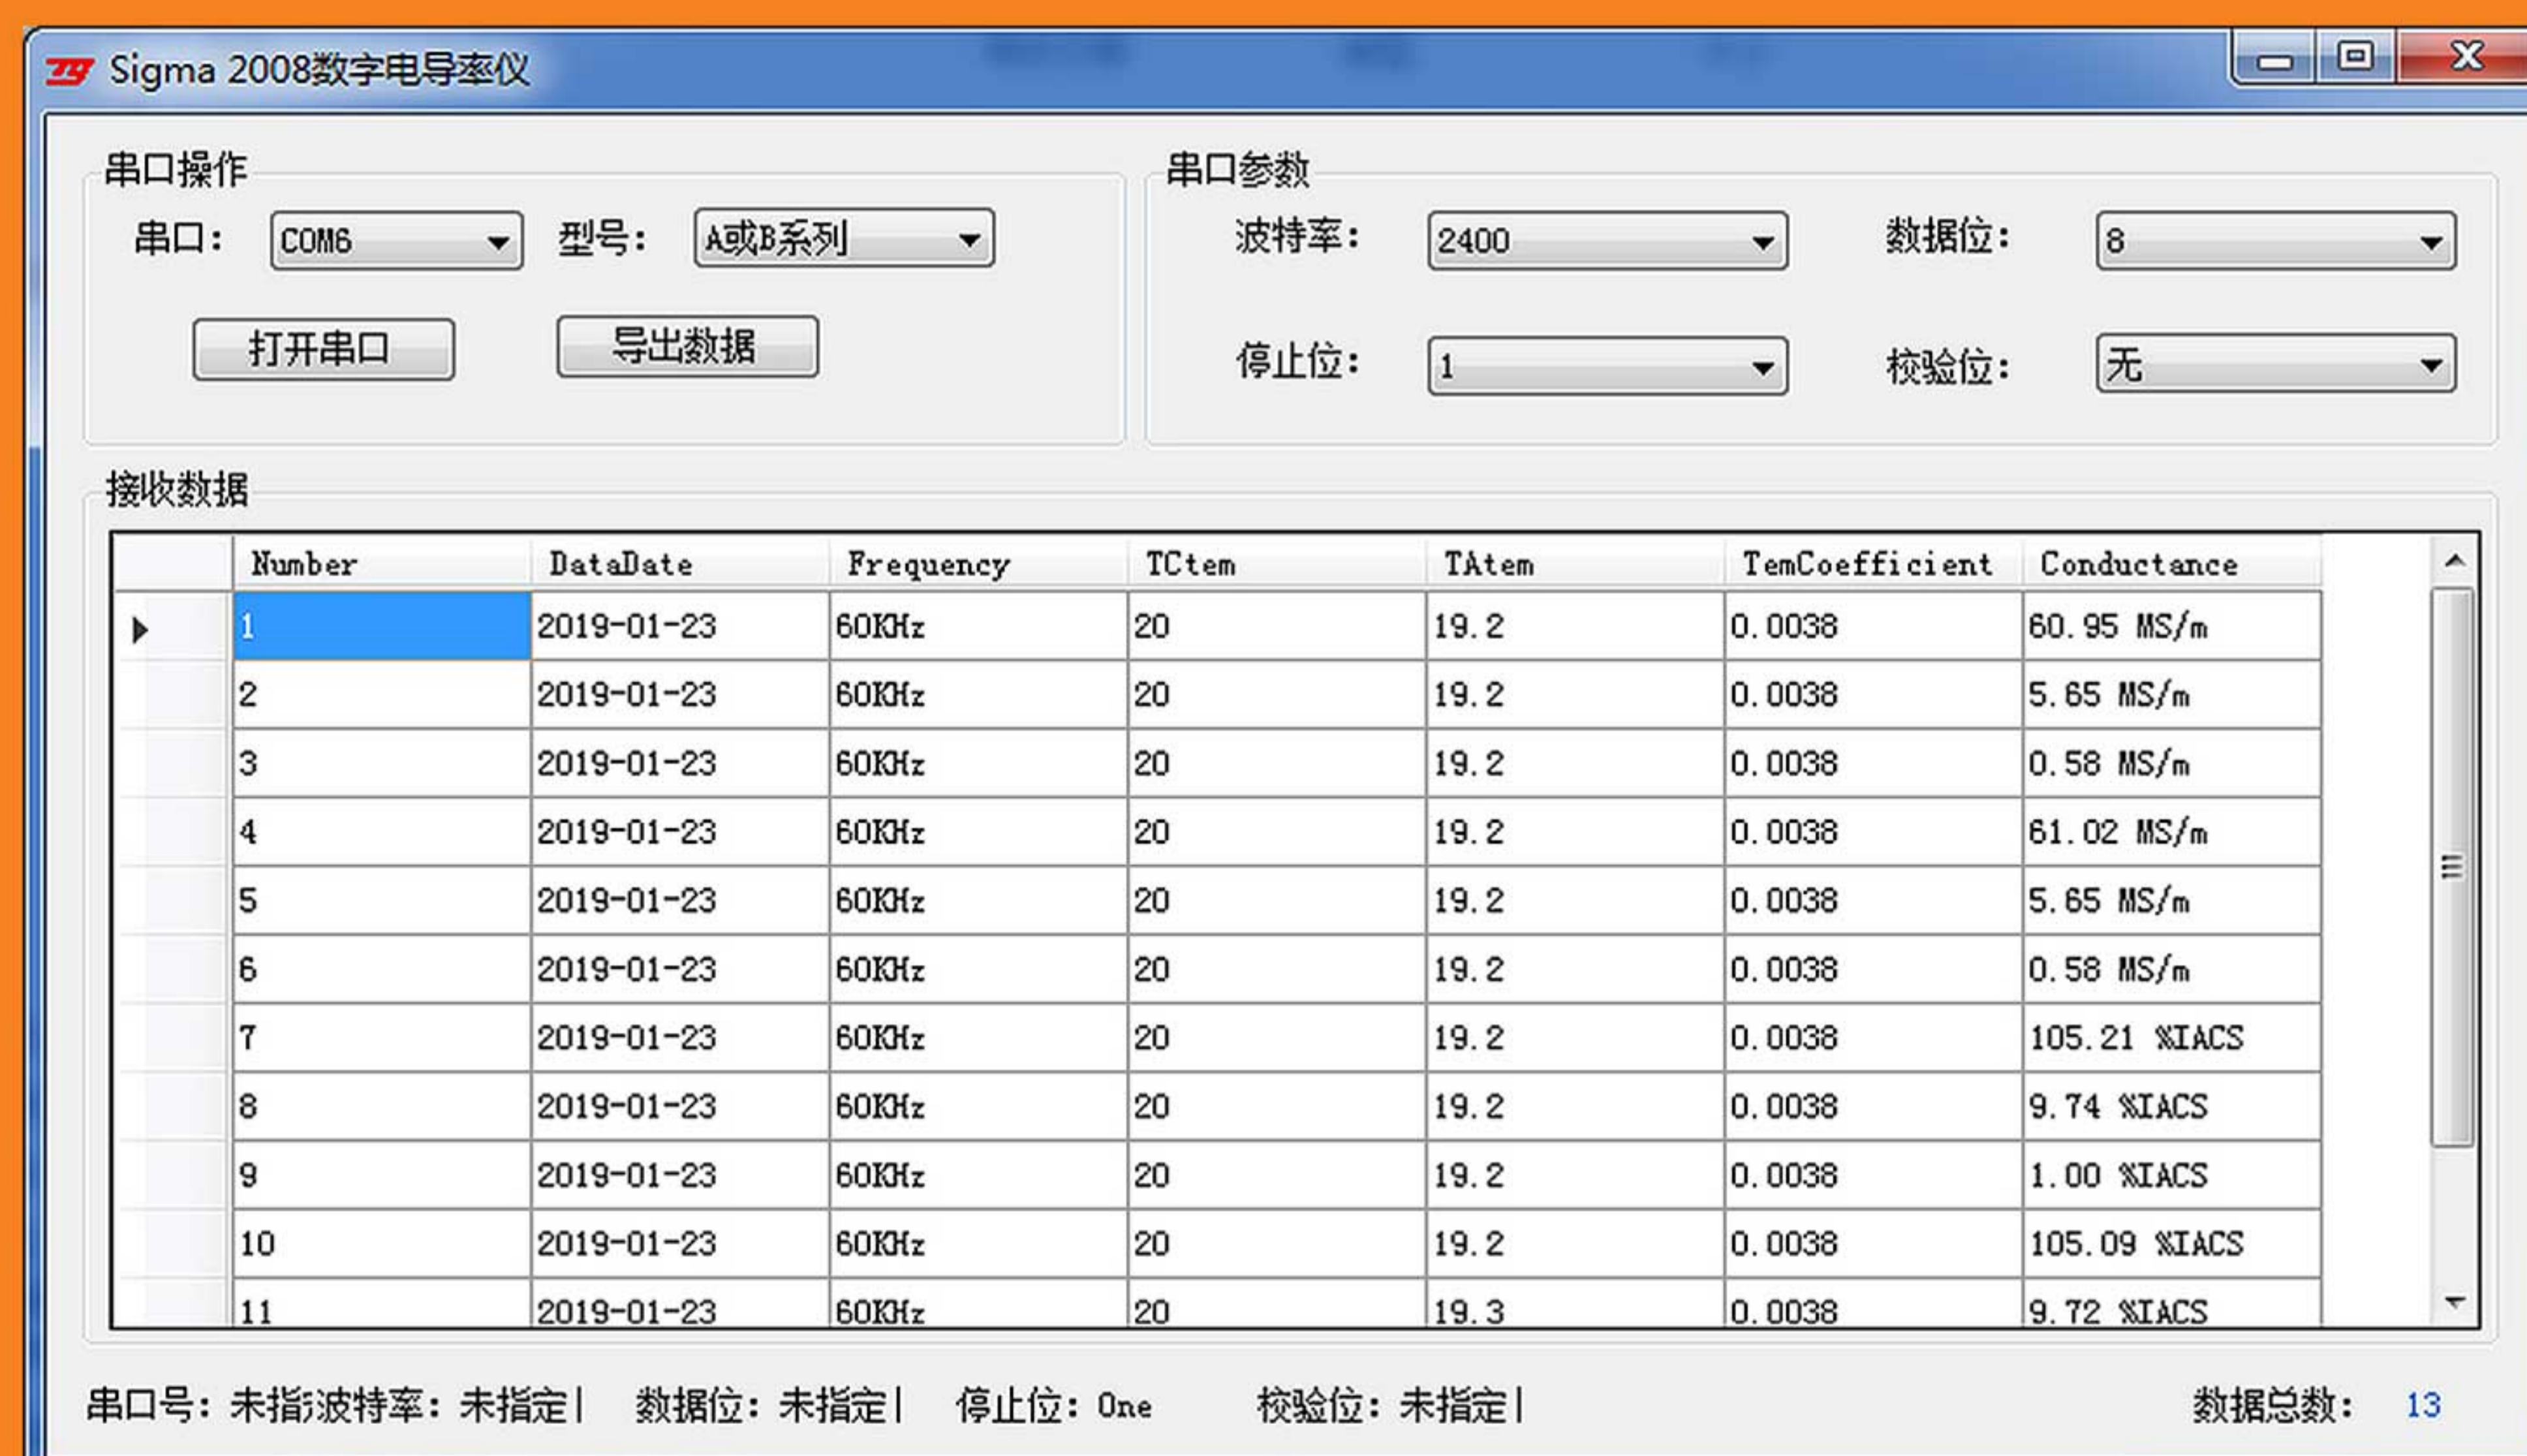 Sigma 2008数字电导率仪
串口操作
串口: COM6 型号: A或B系列
打开串口 导出数据
串口参数
波特率: 2400 数据位: 8
停止位: 1 校验位: 无
接收数据
Number DataDate Frequency TCtem TAtem TemCoefficient Conductance
1 2019-01-23 60KHz 20 19.2 0.0038 60.95 MS/m
2 2019-01-23 60KHz 20 19.2 0.0038 5.65 MS/m
3 2019-01-23 60KHz 20 19.2 0.0038 0.58 MS/m
4 2019-01-23 60KHz 20 19.2 0.0038 61.02 MS/m
5 2019-01-23 60KHz 20 19.2 0.0038 5.65 MS/m
6 2019-01-23 60KHz 20 19.2 0.0038 0.58 MS/m
7 2019-01-23 60KHz 20 19.2 0.0038 105.21 %IACS
8 2019-01-23 60KHz 20 19.2 0.0038 9.74 %IACS
9 2019-01-23 60KHz 20 19.2 0.0038 1.00 %IACS
10 2019-01-23 60KHz 20 19.2 0.0038 105.09 %IACS
11 2019-01-23 60KHz 20 19.3 0.0038 9.72 %IACS
串口号: 未指 波特率: 未指定| 数据位: 未指定| 停止位: One 校验位: 未指定| 数据总数: 13